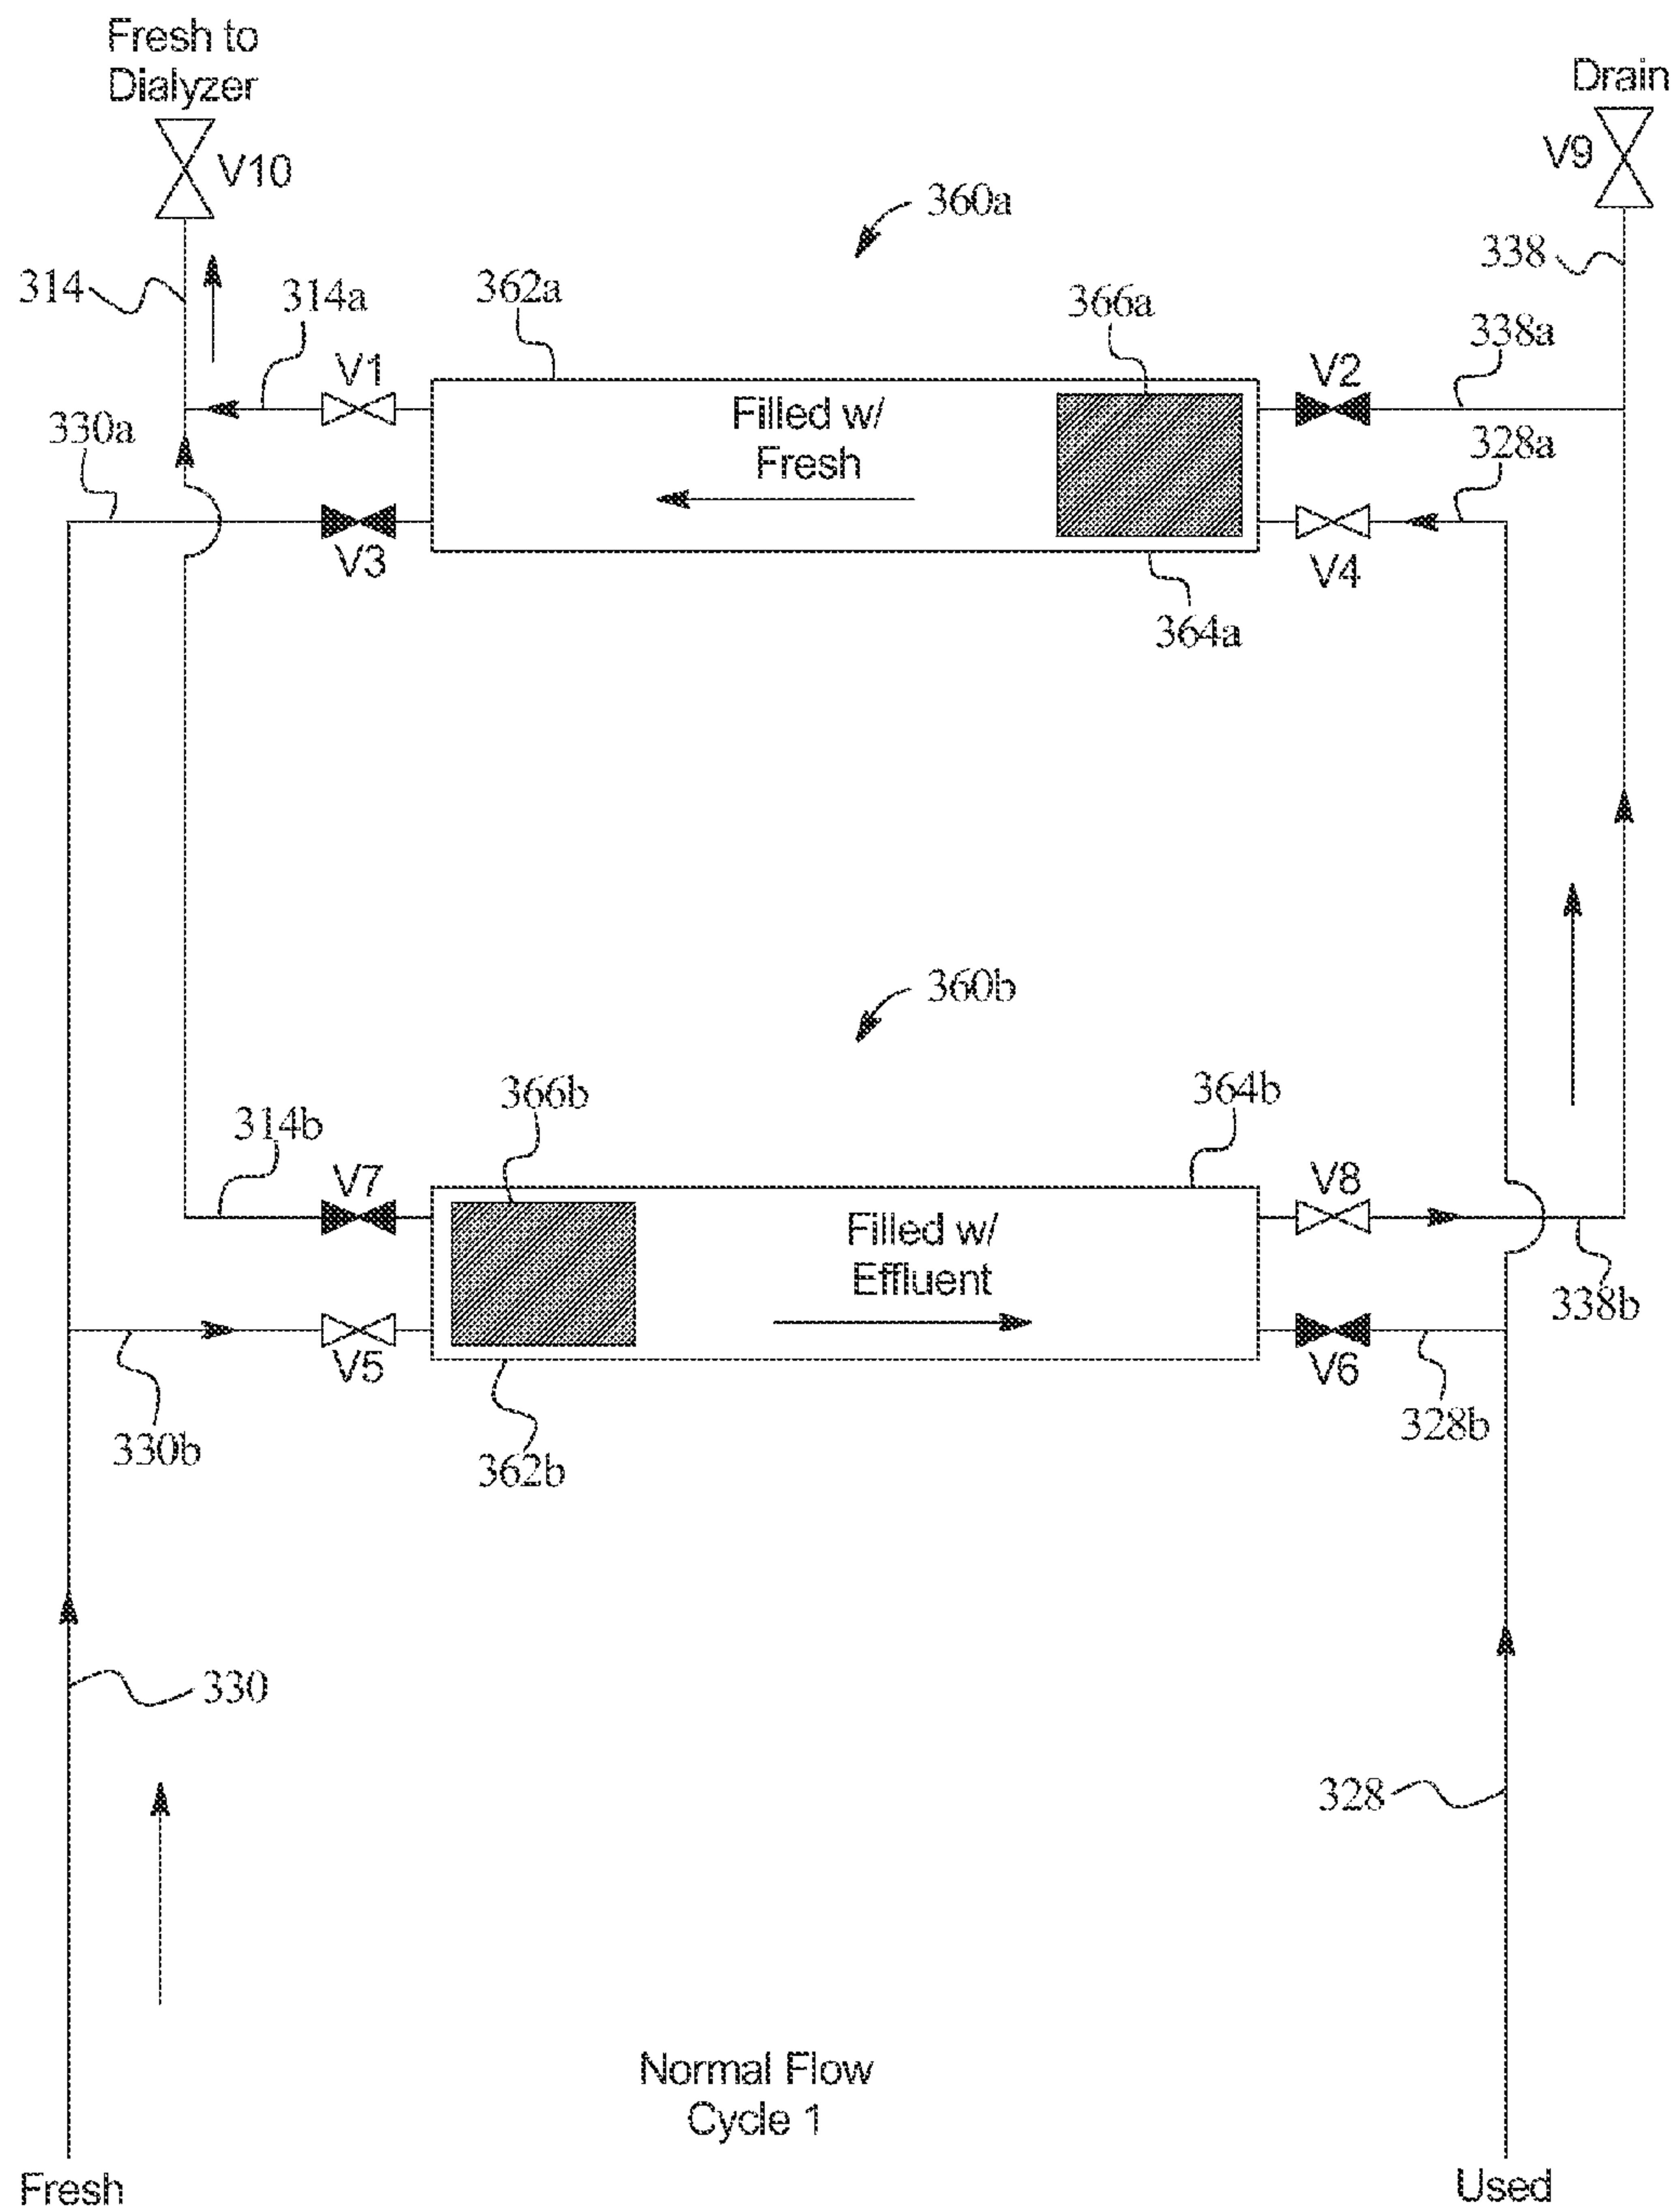 Fresh to
Dialyzer
Drain
V10
V9
360a
338
314
314a
362a
366a
338a
V1
V2
330a
Filled w/
Fresh
328a
V3
V4
364a
360b
366b
364b
314b
V7
V8
Filled w/
Effluent
338b
V5
V6
330b
328b
362b
330
328
Normal Flow
Cycle 1
Fresh
Used